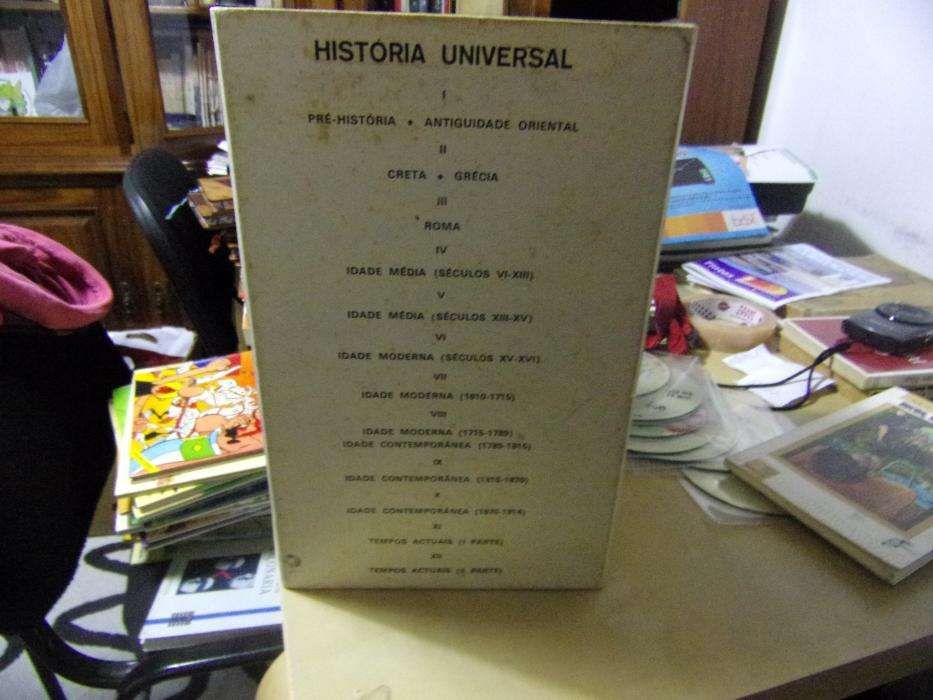 HISTÓRIA UNIVERSAL
I
PRÉ-HISTÓRIA • ANTIGUIDADE ORIENTAL
II
CRETA • GRÉCIA
III
ROMA
IV
IDADE MÉDIA (SÉCULOS VI-XIII)
V
IDADE MÉDIA (SÉCULOS XIII-XV)
VI
IDADE MODERNA (SÉCULOS XV-XVI)
VII
IDADE MODERNA (1610-1715)
VIII
IDADE MODERNA (1715-1789)
IDADE CONTEMPORÂNEA (1789-1815)
IX
IDADE CONTEMPORÂNEA (1815-1870)
X
IDADE CONTEMPORÂNEA (1870-1914)
XI
TEMPOS ACTUAIS (I PARTE)
XII
TEMPOS ACTUAIS (II PARTE)